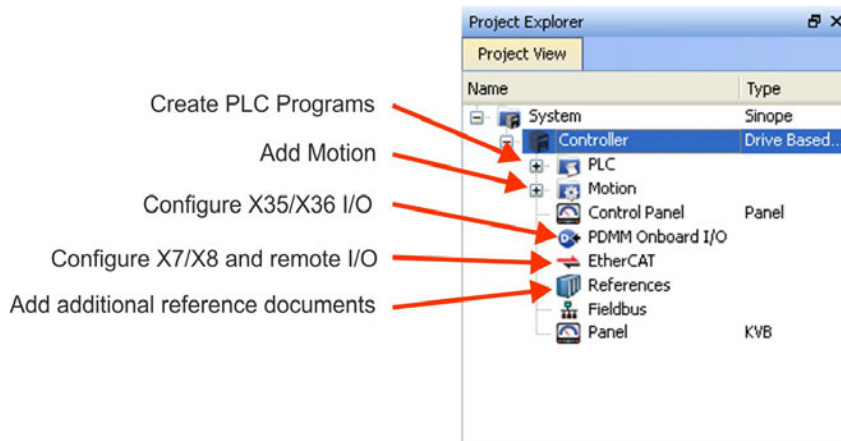 Project Explorer
Project View
Name Type
System Sinope
Controller Drive Based...
Create PLC Programs
PLC
Add Motion
Motion
Control Panel Panel
Configure X35/X36 I/O
PDMM Onboard I/O
Configure X7/X8 and remote I/O
EtherCAT
Add additional reference documents
References
Fieldbus
Panel KVB